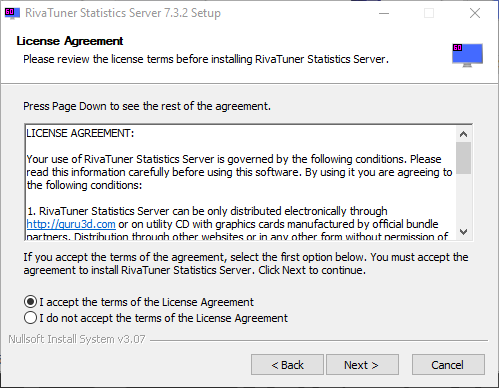 RivaTuner Statistics Server 7.3.2 Setup
License Agreement
Please review the license terms before installing RivaTuner Statistics Server.
60
Press Page Down to see the rest of the agreement.
LICENSE AGREEMENT:
Your use of RivaTuner Statistics Server is governed by the following conditions. Please
read this information carefully before using this software. By using it you are agreeing to
the following conditions:
1. RivaTuner Statistics Server can be only distributed electronically through
http://guru3d.com or on utility CD with graphics cards manufactured by official bundle
partners. Distribution through other websites or in any other form without permission of
If you accept the terms of the agreement, select the first option below. You must accept the
agreement to install RivaTuner Statistics Server. Click Next to continue.
I accept the terms of the License Agreement
I do not accept the terms of the License Agreement
Nullsoft Install System v3.07
< Back Next > Cancel